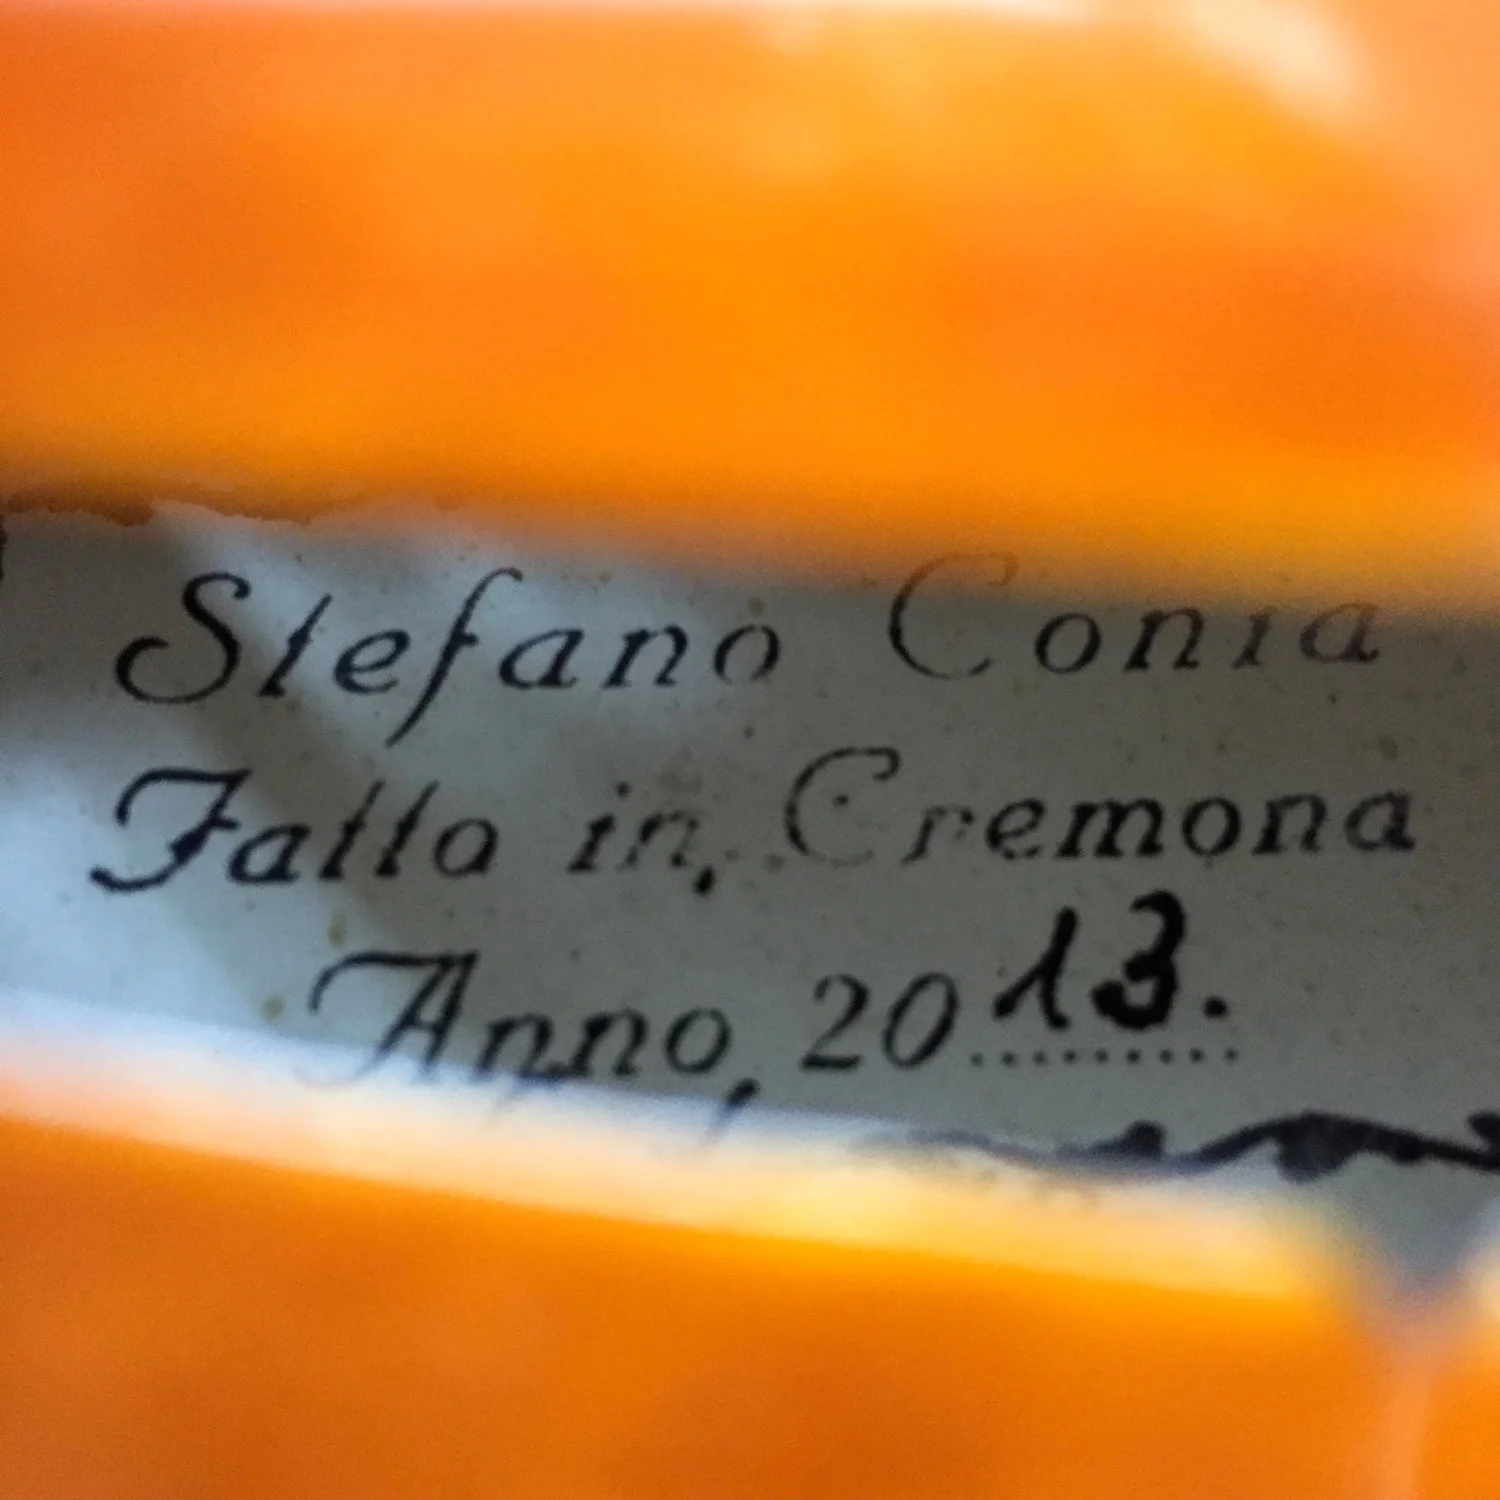 Stefano Conia
Fatto in, Cremona
Anno, 2013.